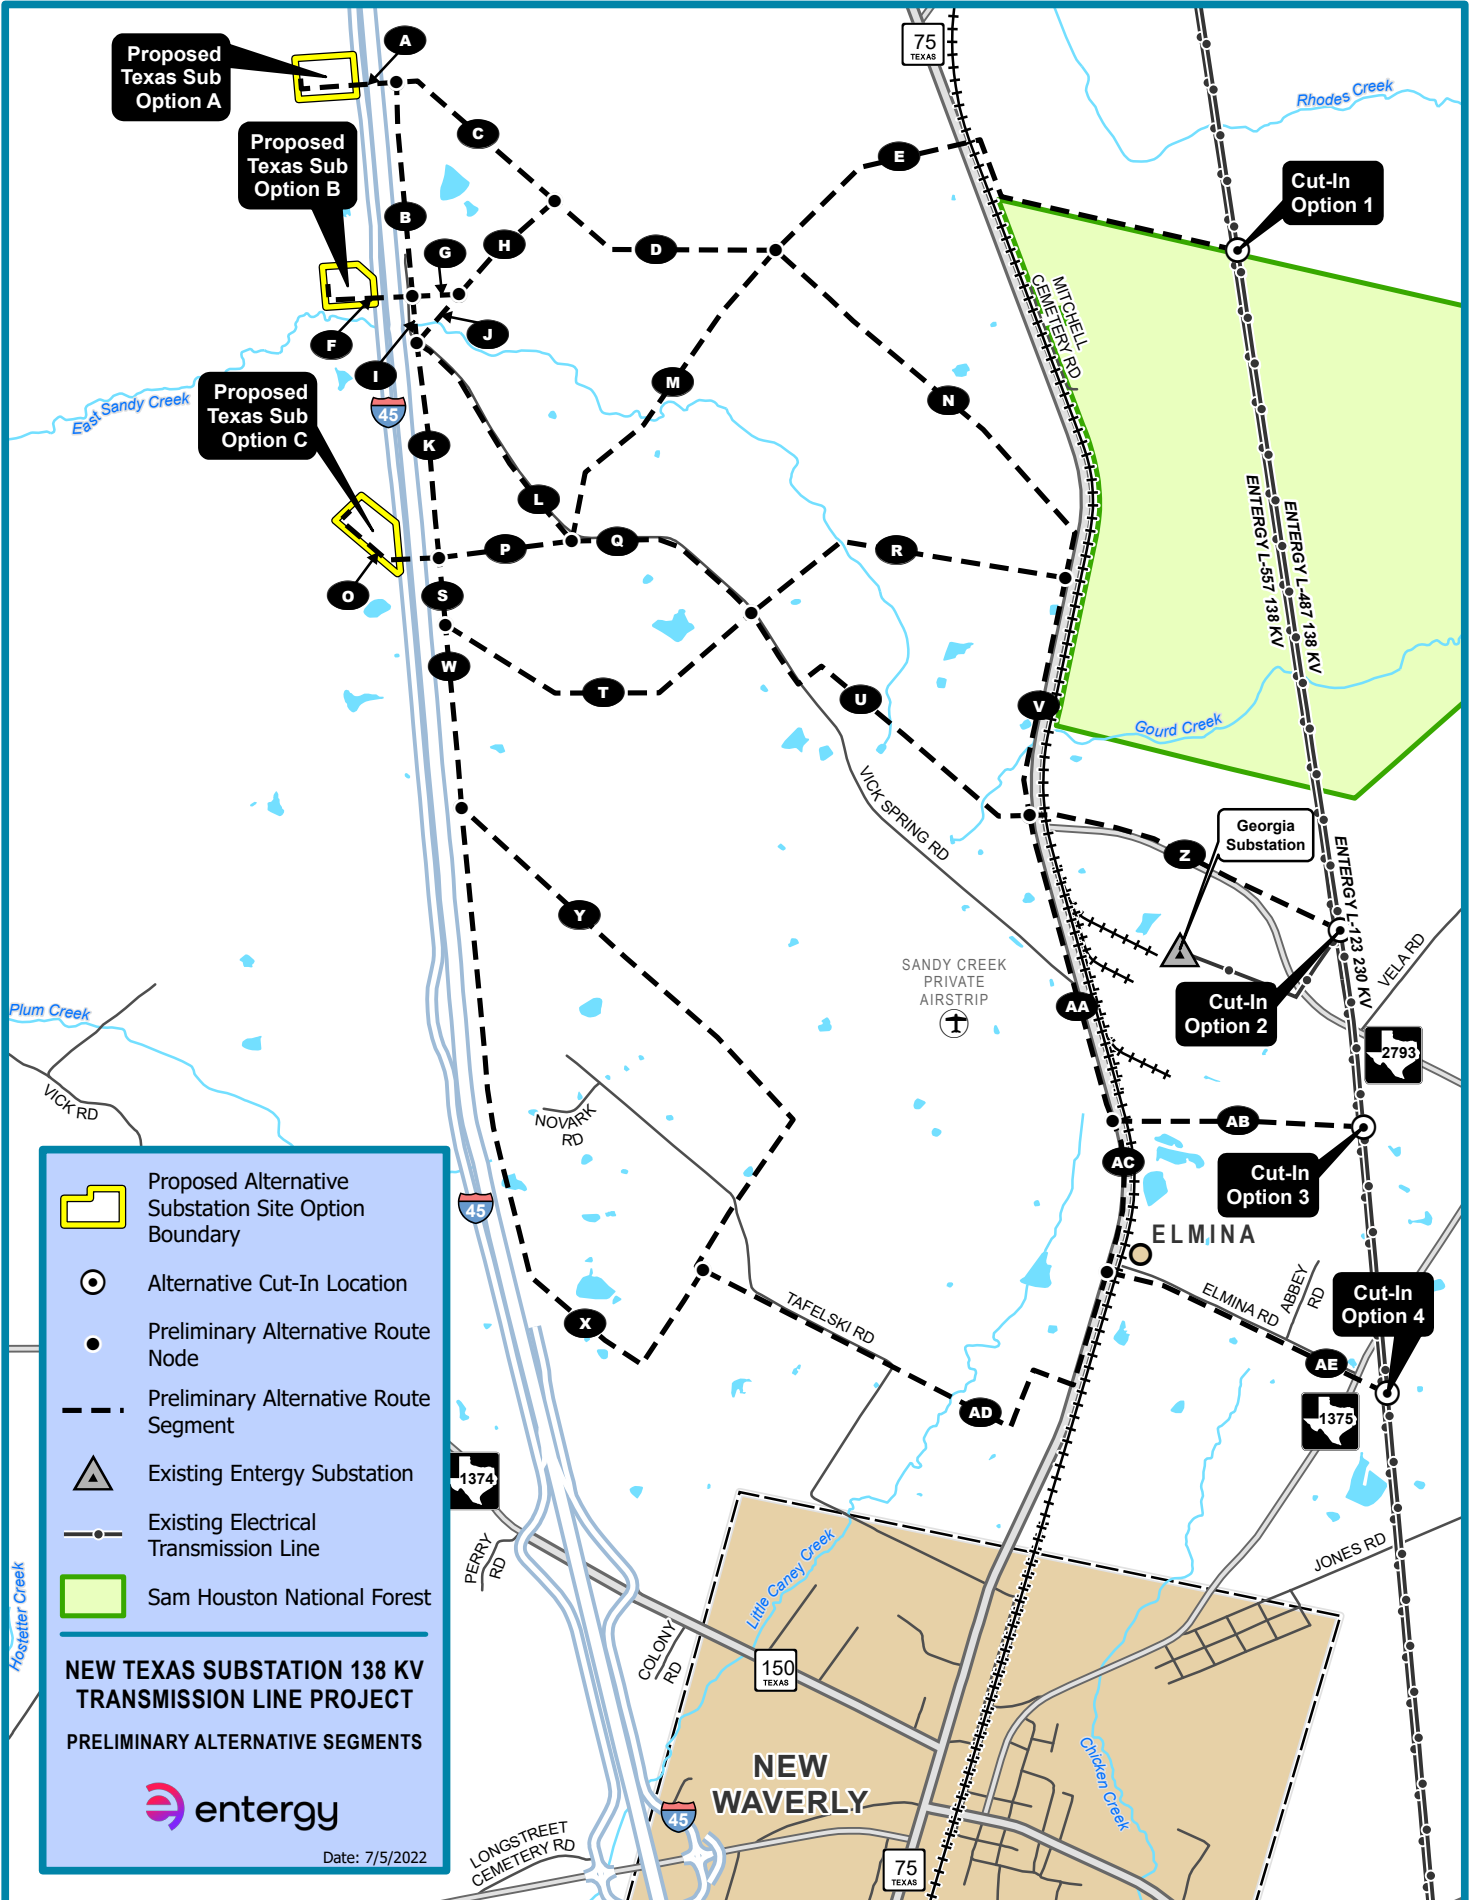 Proposed
Texas Sub
Option A
A
75
TEXAS
Rhodes Creek
C
Proposed
Texas Sub
Option B
E
Cut-In
Option 1
B
H
G
D
MITCHELL
CEMETERY RD
F
J
I
M
Proposed
Texas Sub
Option C
East Sandy Creek
45
N
K
L
ENTERGY L-487 138 KV
ENTERGY L-557 138 KV
Q
P
R
O
S
W
T
U
V
Gourd Creek
VICK SPRING RD
Georgia
Substation
Z
ENTERGY L-123 230 KV
Y
VELA RD
SANDY CREEK
PRIVATE
AIRSTRIP
Cut-In
Option 2
AA
Plum Creek
2793
VICK RD
NOVARK
RD
AB
AC
Cut-In
Option 3
45
ELMINA
ELMINA RD
ABBEY
RD
Cut-In
Option 4
TAFELSKI RD
X
AE
AD
1375
1374
PERRY
RD
Little Caney Creek
JONES RD
Hostetter Creek
COLONY
RD
150
TEXAS
Chicken Creek
NEW
WAVERLY
45
LONGSTREET
CEMETERY RD
75
TEXAS
Proposed Alternative
Substation Site Option
Boundary
Alternative Cut-In Location
Preliminary Alternative Route
Node
Preliminary Alternative Route
Segment
Existing Entergy Substation
Existing Electrical
Transmission Line
Sam Houston National Forest
NEW TEXAS SUBSTATION 138 KV
TRANSMISSION LINE PROJECT
PRELIMINARY ALTERNATIVE SEGMENTS
entergy
Date: 7/5/2022